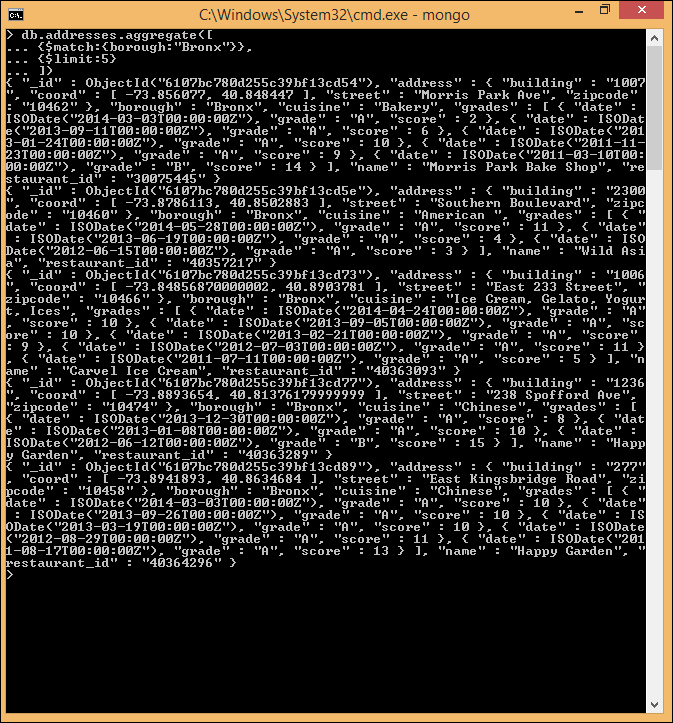 C:\Windows\System32\cmd.exe - mongo
> db.addresses.aggregate([
... {$match:{borough:"Bronx"}},
... {$limit:5}
... ])
{ "_id" : ObjectId("6107bc780d255c39bf13cd54"), "address" : { "building" : "1007
", "coord" : [ -73.856077, 40.848447 ], "street" : "Morris Park Ave", "zipcode"
: "10462" }, "borough" : "Bronx", "cuisine" : "Bakery", "grades" : [ { "date" :
ISODate("2014-03-03T00:00:00Z"), "grade" : "A", "score" : 2 }, { "date" : ISODat
e("2013-09-11T00:00:00Z"), "grade" : "A", "score" : 6 }, { "date" : ISODate("201
3-01-24T00:00:00Z"), "grade" : "A", "score" : 10 }, { "date" : ISODate("2011-11-
23T00:00:00Z"), "grade" : "A", "score" : 9 }, { "date" : ISODate("2011-03-10T00:
00:00Z"), "grade" : "B", "score" : 14 } ], "name" : "Morris Park Bake Shop", "re
staurant_id" : "30075445" }
{ "_id" : ObjectId("6107bc780d255c39bf13cd5e"), "address" : { "building" : "2300
", "coord" : [ -73.8786113, 40.8502883 ], "street" : "Southern Boulevard", "zipc
ode" : "10460" }, "borough" : "Bronx", "cuisine" : "American ", "grades" : [ { "
date" : ISODate("2014-05-28T00:00:00Z"), "grade" : "A", "score" : 11 }, { "date"
 : ISODate("2013-06-19T00:00:00Z"), "grade" : "A", "score" : 4 }, { "date" : ISO
Date("2012-06-15T00:00:00Z"), "grade" : "A", "score" : 3 } ], "name" : "Wild Asi
a", "restaurant_id" : "40357217" }
{ "_id" : ObjectId("6107bc780d255c39bf13cd73"), "address" : { "building" : "1006
", "coord" : [ -73.84856870000002, 40.8903781 ], "street" : "East 233 Street", "
zipcode" : "10466" }, "borough" : "Bronx", "cuisine" : "Ice Cream, Gelato, Yogur
t, Ices", "grades" : [ { "date" : ISODate("2014-04-24T00:00:00Z"), "grade" : "A"
, "score" : 10 }, { "date" : ISODate("2013-09-05T00:00:00Z"), "grade" : "A", "sc
ore" : 10 }, { "date" : ISODate("2013-02-21T00:00:00Z"), "grade" : "A", "score"
: 9 }, { "date" : ISODate("2012-07-03T00:00:00Z"), "grade" : "A", "score" : 11 }
, { "date" : ISODate("2011-07-11T00:00:00Z"), "grade" : "A", "score" : 5 } ], "n
ame" : "Carvel Ice Cream", "restaurant_id" : "40363093" }
{ "_id" : ObjectId("6107bc780d255c39bf13cd77"), "address" : { "building" : "1236
", "coord" : [ -73.8893654, 40.81376179999999 ], "street" : "238 Spofford Ave",
"zipcode" : "10474" }, "borough" : "Bronx", "cuisine" : "Chinese", "grades" : [
{ "date" : ISODate("2013-12-30T00:00:00Z"), "grade" : "A", "score" : 8 }, { "dat
e" : ISODate("2013-01-08T00:00:00Z"), "grade" : "A", "score" : 10 }, { "date" :
ISODate("2012-06-12T00:00:00Z"), "grade" : "B", "score" : 15 } ], "name" : "Happ
y Garden", "restaurant_id" : "40363289" }
{ "_id" : ObjectId("6107bc780d255c39bf13cd89"), "address" : { "building" : "277"
, "coord" : [ -73.8941893, 40.8634684 ], "street" : "East Kingsbridge Road", "zi
pcode" : "10458" }, "borough" : "Bronx", "cuisine" : "Chinese", "grades" : [ { "
date" : ISODate("2014-03-03T00:00:00Z"), "grade" : "A", "score" : 10 }, { "date"
 : ISODate("2013-09-26T00:00:00Z"), "grade" : "A", "score" : 10 }, { "date" : IS
ODate("2013-03-19T00:00:00Z"), "grade" : "A", "score" : 10 }, { "date" : ISODate
("2012-08-29T00:00:00Z"), "grade" : "A", "score" : 11 }, { "date" : ISODate("201
1-08-17T00:00:00Z"), "grade" : "A", "score" : 13 } ], "name" : "Happy Garden", "
restaurant_id" : "40364296" }
>